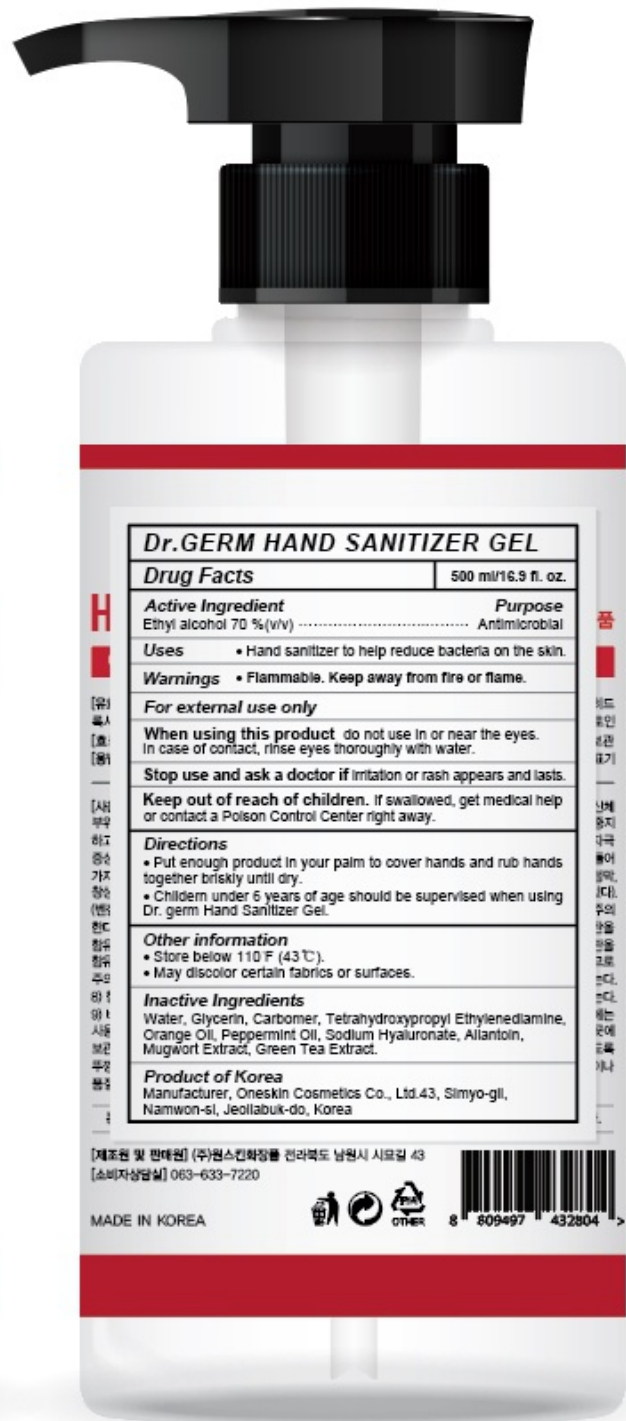 Dr.GERM HAND SANITIZER GEL
Drug Facts 500 ml/16.9 fl. oz.
Active Ingredient Purpose
Ethyl alcohol 70 %(v/v) ········································ Antimicrobial
Uses • Hand sanitizer to help reduce bacteria on the skin.
Warnings • Flammable. Keep away from fire or flame.
For external use only
When using this product do not use in or near the eyes.
In case of contact, rinse eyes thoroughly with water.
Stop use and ask a doctor if irritation or rash appears and lasts.
Keep out of reach of children. If swallowed, get medical help
or contact a Poison Control Center right away.
Directions
• Put enough product in your palm to cover hands and rub hands
together briskly until dry.
• Childern under 6 years of age should be supervised when using
Dr. germ Hand Sanitizer Gel.
Other information
• Store below 110°F (43℃).
• May discolor certain fabrics or surfaces.
Inactive Ingredients
Water, Glycerin, Carbomer, Tetrahydroxypropyl Ethylenediamine,
Orange Oil, Peppermint Oil, Sodium Hyaluronate, Allantoin,
Mugwort Extract, Green Tea Extract.
Product of Korea
Manufacturer, Oneskin Cosmetics Co., Ltd.43, Simyo-gil,
Namwon-si, Jeollabuk-do, Korea
[제조원 및 판매원] (주)원스킨화장품 전라북도 남원시 시묘길 43
[소비자상담실] 063-633-7220
MADE IN KOREA
OTHER
8 809497 432804 >